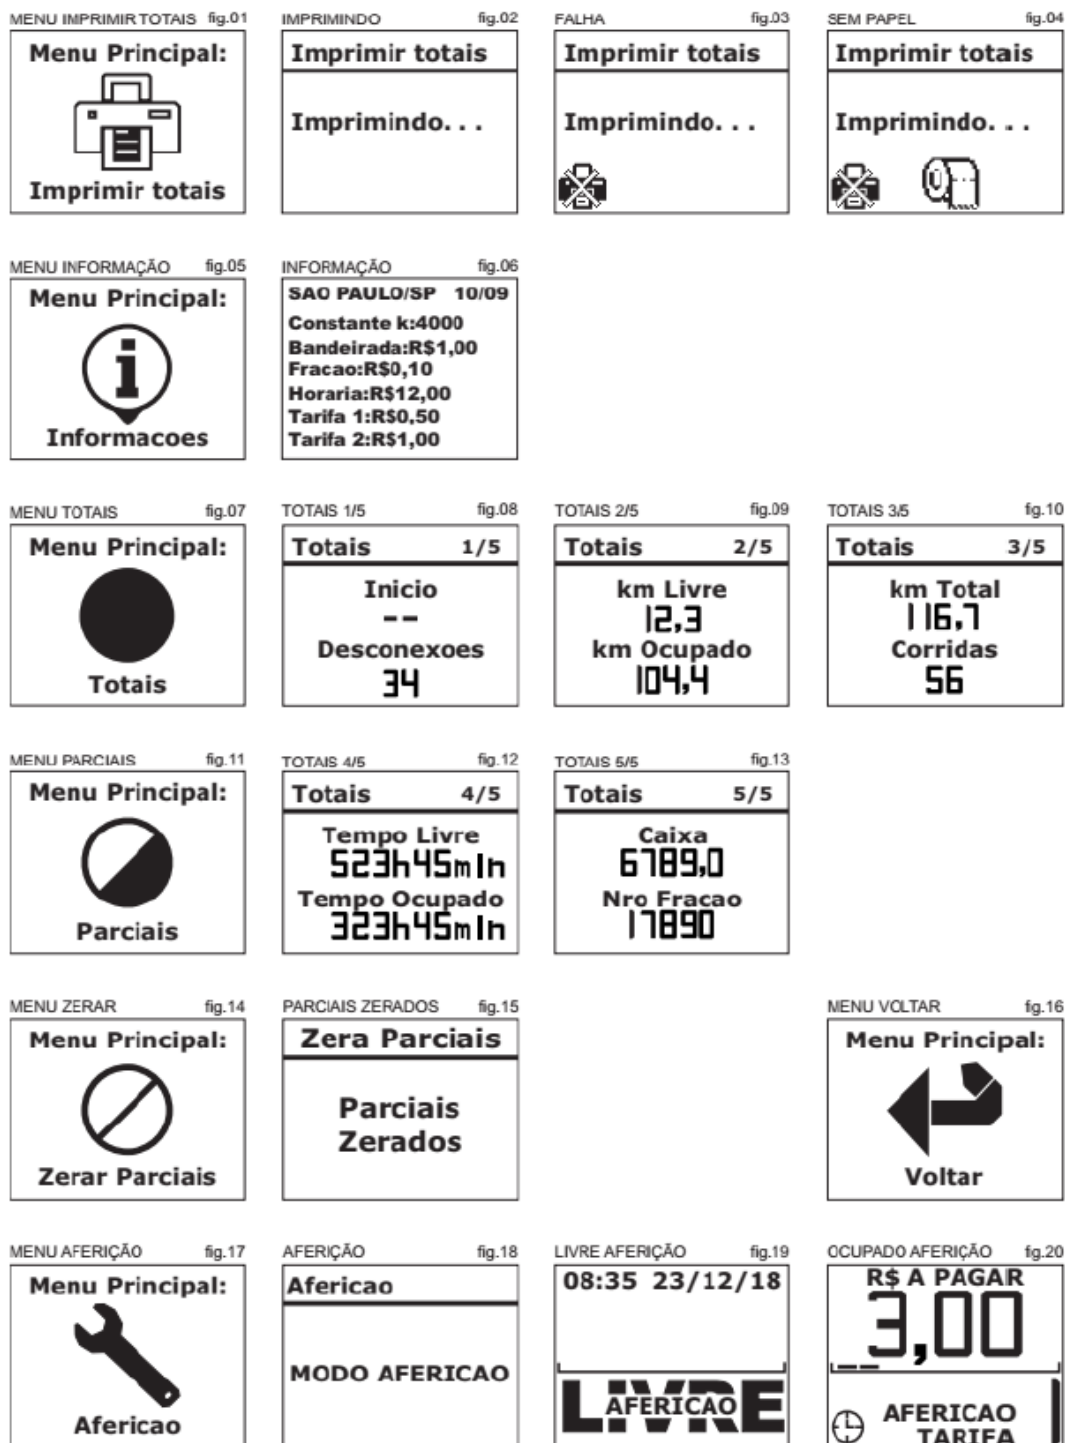 MENU IMPRIMIR TOTAIS fig.01
Menu Principal:
Imprimir totais
IMPRIMINDO fig.02
Imprimir totais
Imprimindo...
FALHA fig.03
Imprimir totais
Imprimindo...
SEM PAPEL fig.04
Imprimir totais
Imprimindo...
MENU INFORMAÇÃO fig.05
Menu Principal:
i
Informacoes
INFORMAÇÃO fig.06
SAO PAULO/SP 10/09
Constante k:4000
Bandeirada:R$1,00
Fracao:R$0,10
Horaria:R$12,00
Tarifa 1:R$0,50
Tarifa 2:R$1,00
MENU TOTAIS fig.07
Menu Principal:
Totais
TOTAIS 1/5 fig.08
Totais 1/5
Inicio
--
Desconexoes
34
TOTAIS 2/5 fig.09
Totais 2/5
km Livre
12,3
km Ocupado
104,4
TOTAIS 3/5 fig.10
Totais 3/5
km Total
116,7
Corridas
56
MENU PARCIAIS fig.11
Menu Principal:
Parciais
TOTAIS 4/5 fig.12
Totais 4/5
Tempo Livre
523h45mIn
Tempo Ocupado
323h45mIn
TOTAIS 5/5 fig.13
Totais 5/5
Caixa
6789,0
Nro Fracao
17890
MENU ZERAR fig.14
Menu Principal:
Zerar Parciais
PARCIAIS ZERADOS fig.15
Zera Parciais
Parciais
Zerados
MENU VOLTAR fig.16
Menu Principal:
Voltar
MENU AFERIÇÃO fig.17
Menu Principal:
Afericao
AFERIÇÃO fig.18
Afericao
MODO AFERICAO
LIVRE AFERIÇÃO fig.19
08:35 23/12/18
LIVRE
AFERICAO
OCUPADO AFERIÇÃO fig.20
R$ A PAGAR
3,00
AFERICAO
TARIFA